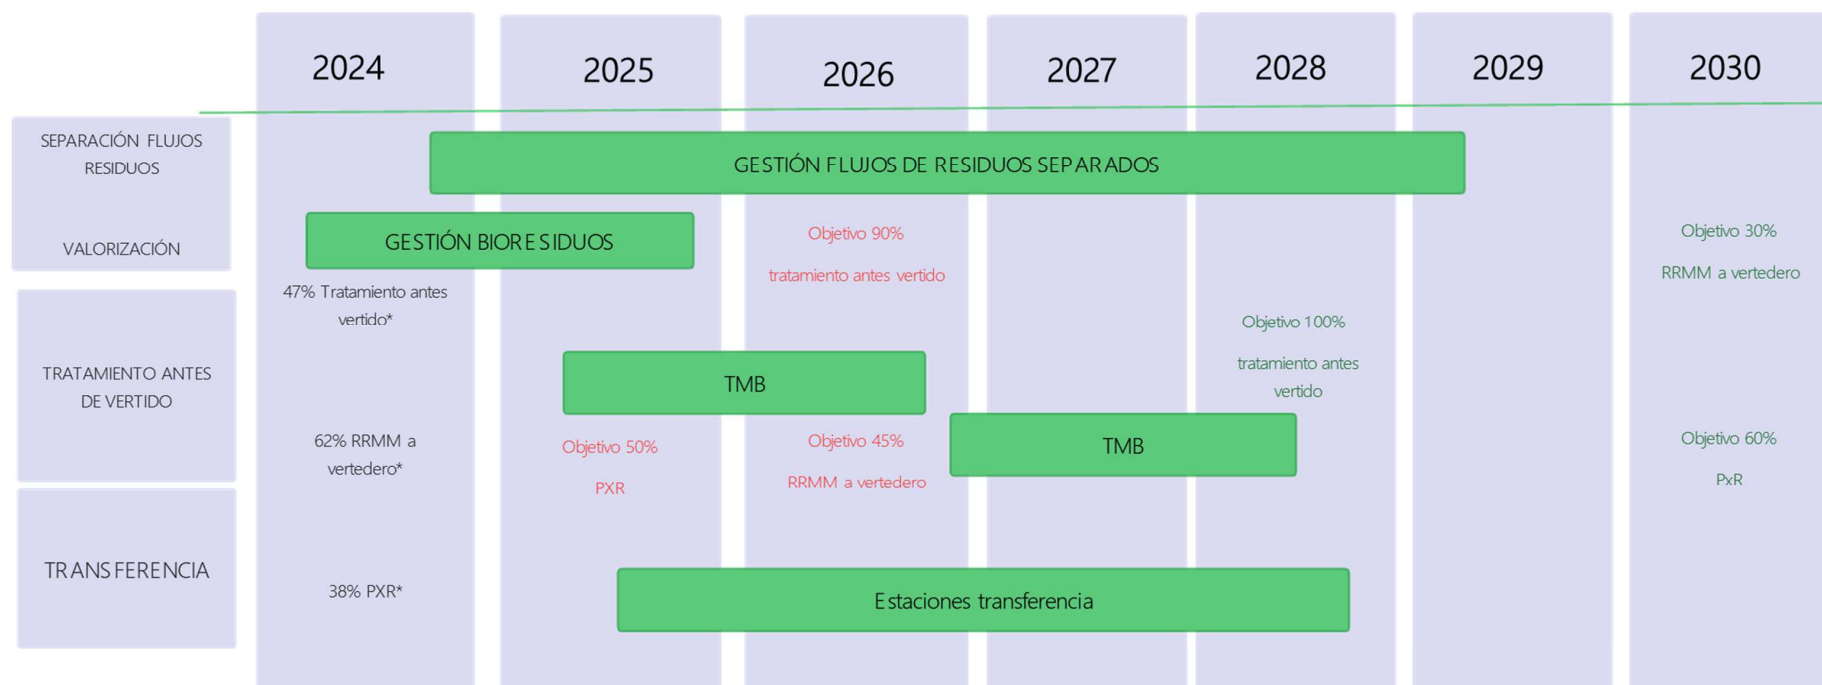 2024
2025
2026
2027
2028
2029
2030
SEPARACIÓN FLUJOS
RESIDUOS
VALORIZACIÓN
GESTIÓN FLUJOS DE RESIDUOS SEPARADOS
GESTIÓN BIORESIDUOS
Objetivo 90%
tratamiento antes vertido
Objetivo 30%
RRMM a vertedero
47% Tratamiento antes
vertido*
Objetivo 100%
tratamiento antes
vertido
TRATAMIENTO ANTES
DE VERTIDO
TMB
62% RRMM a
vertedero*
Objetivo 50%
PXR
Objetivo 45%
RRMM a vertedero
TMB
Objetivo 60%
PxR
TRANSFERENCIA
38% PXR*
Estaciones transferencia